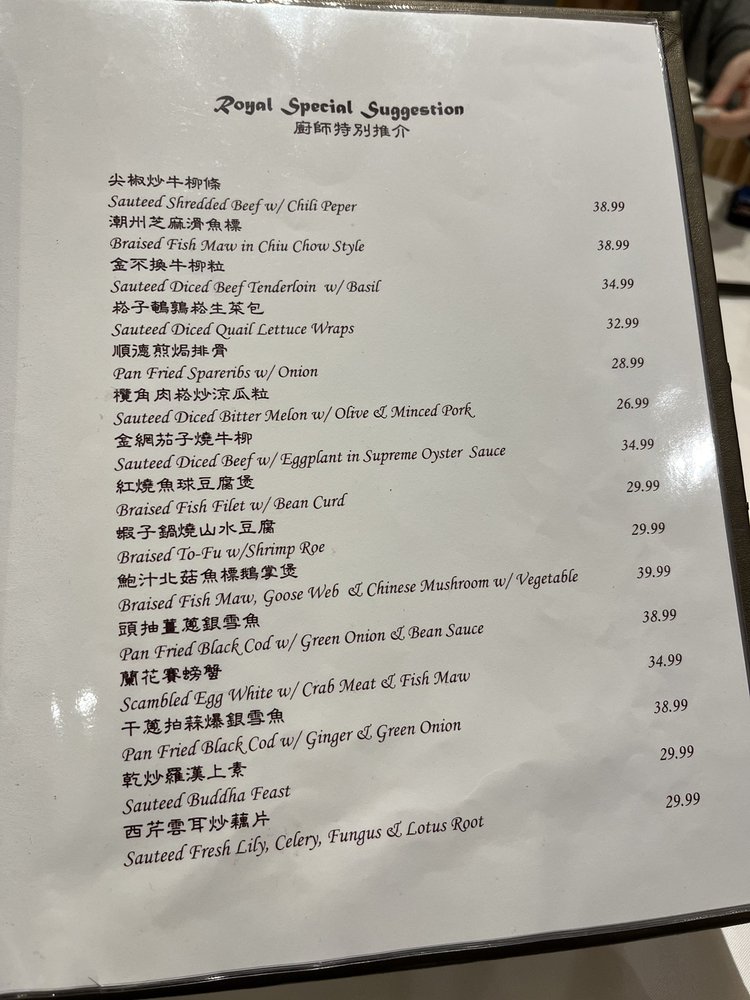 Royal Special Suggestion
廚師特別推介
尖椒炒牛柳條
Sauteed Shredded Beef w/ Chili Peper 38.99
潮州芝麻滑魚標
Braised Fish Maw in Chiu Chow Style 38.99
金不換牛柳粒
Sauteed Diced Beef Tenderloin w/ Basil 34.99
崧子鵪鶉崧生菜包
Sauteed Diced Quail Lettuce Wraps 32.99
順德煎焗排骨
Pan Fried Spareribs w/ Onion 28.99
欖角肉崧炒涼瓜粒
Sauteed Diced Bitter Melon w/ Olive & Minced Pork 26.99
金網茄子燒牛柳
Sauteed Diced Beef w/ Eggplant in Supreme Oyster Sauce 34.99
紅燒魚球豆腐煲
Braised Fish Filet w/ Bean Curd 29.99
蝦子鍋燒山水豆腐
Braised To-Fu w/Shrimp Roe 29.99
鮑汁北菇魚標鵝掌煲
Braised Fish Maw, Goose Web & Chinese Mushroom w/ Vegetable 39.99
頭抽薑蔥銀雪魚
Pan Fried Black Cod w/ Green Onion & Bean Sauce 38.99
蘭花賽螃蟹
Scambled Egg White w/ Crab Meat & Fish Maw 34.99
干蔥拍蒜爆銀雪魚
Pan Fried Black Cod w/ Ginger & Green Onion 38.99
乾炒羅漢上素
Sauteed Buddha Feast 29.99
西芹雲耳炒藕片
Sauteed Fresh Lily, Celery, Fungus & Lotus Root 29.99